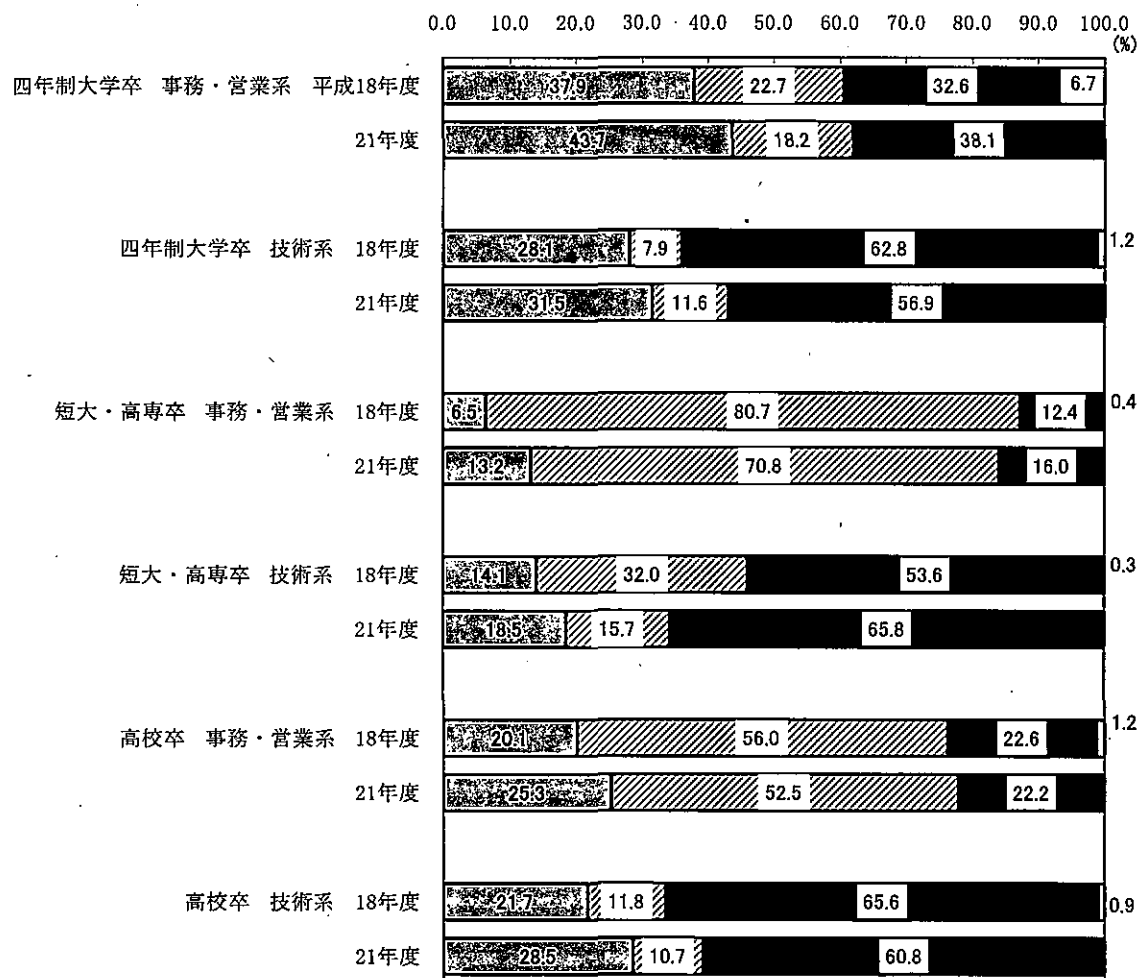 0.0 10.0 20.0 30.0 40.0 50.0 60.0 70.0 80.0 90.0 100.0
(%)
四年制大学卒 事務・営業系 平成18年度 37.9 22.7 32.6 6.7
21年度 43.7 18.2 38.1
四年制大学卒 技術系 18年度 28.1 7.9 62.8 1.2
21年度 31.5 11.6 56.9
短大・高専卒 事務・営業系 18年度 6.5 80.7 12.4 0.4
21年度 13.2 70.8 16.0
短大・高専卒 技術系 18年度 14.1 32.0 53.6 0.3
21年度 18.5 15.7 65.8
高校卒 事務・営業系 18年度 20.1 56.0 22.6 1.2
21年度 25.3 52.5 22.2
高校卒 技術系 18年度 21.7 11.8 65.6 0.9
21年度 28.5 10.7 60.8